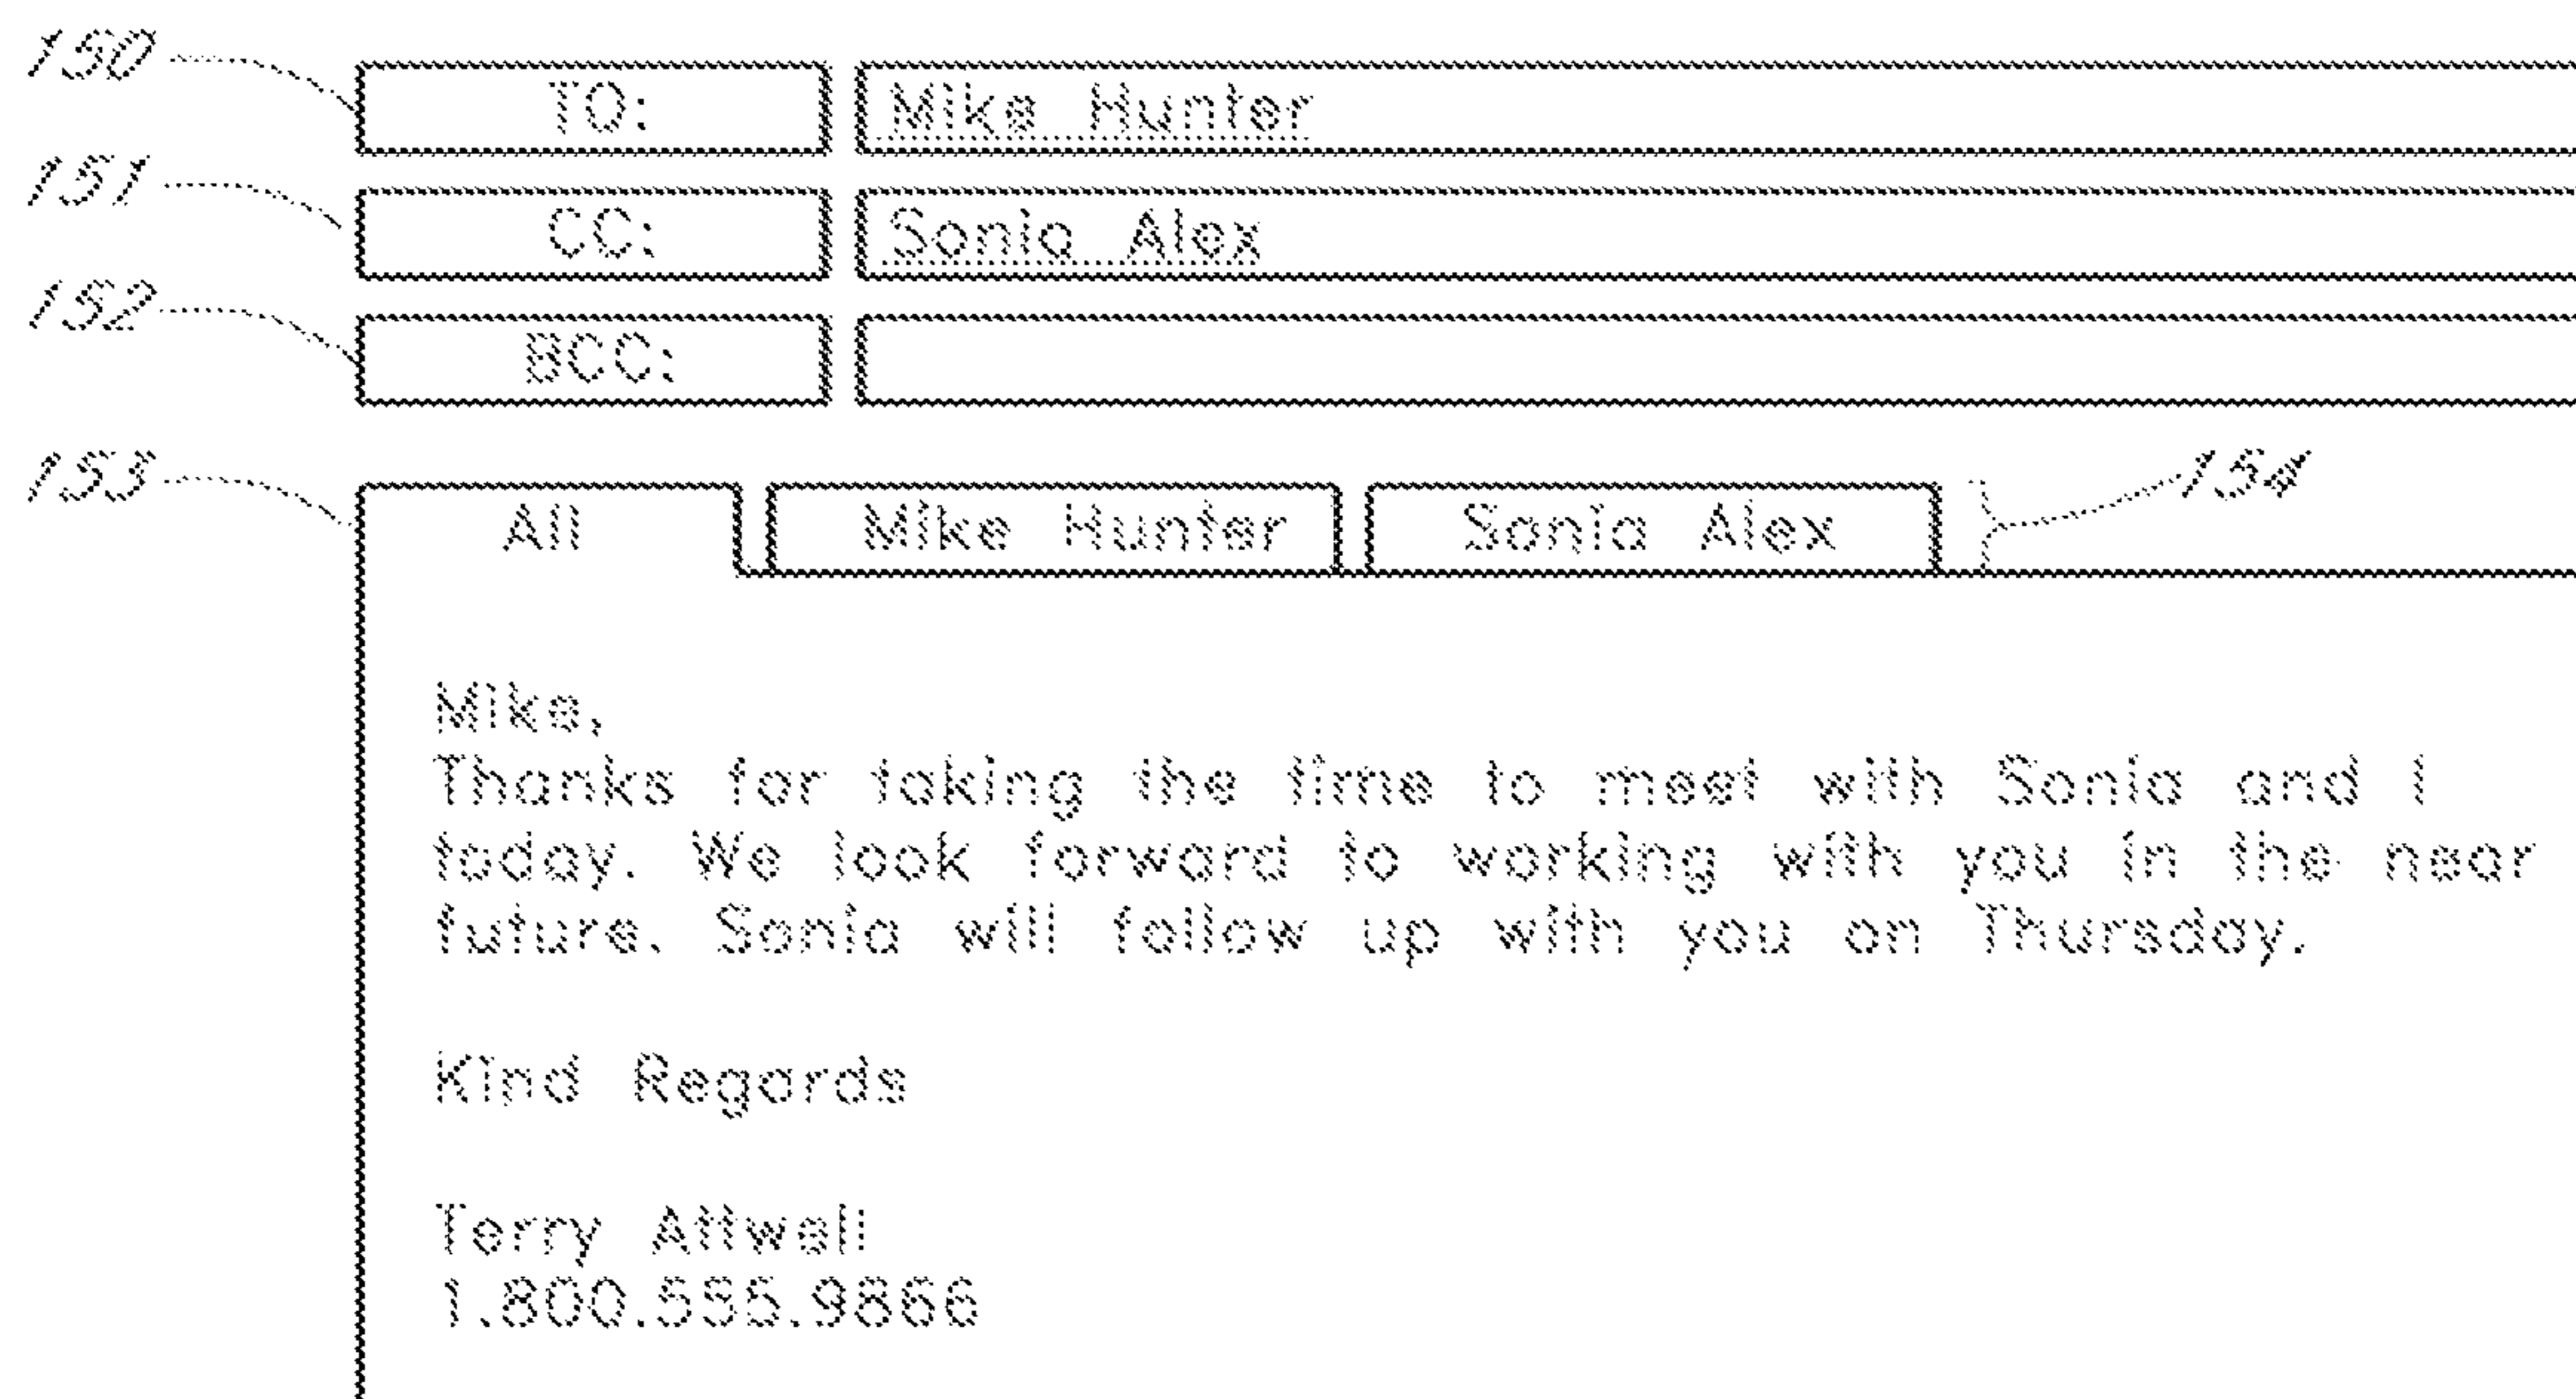 150 TO: Mike Hunter
151 CC: Sonia Alex
152 BCC:
153 All Mike Hunter Sonia Alex 154
Mike,
Thanks for taking the time to meet with Sonia and I
today. We look forward to working with you in the near
future. Sonia will follow up with you on Thursday.
Kind Regards
Terry Attwell
1.800.555.9866